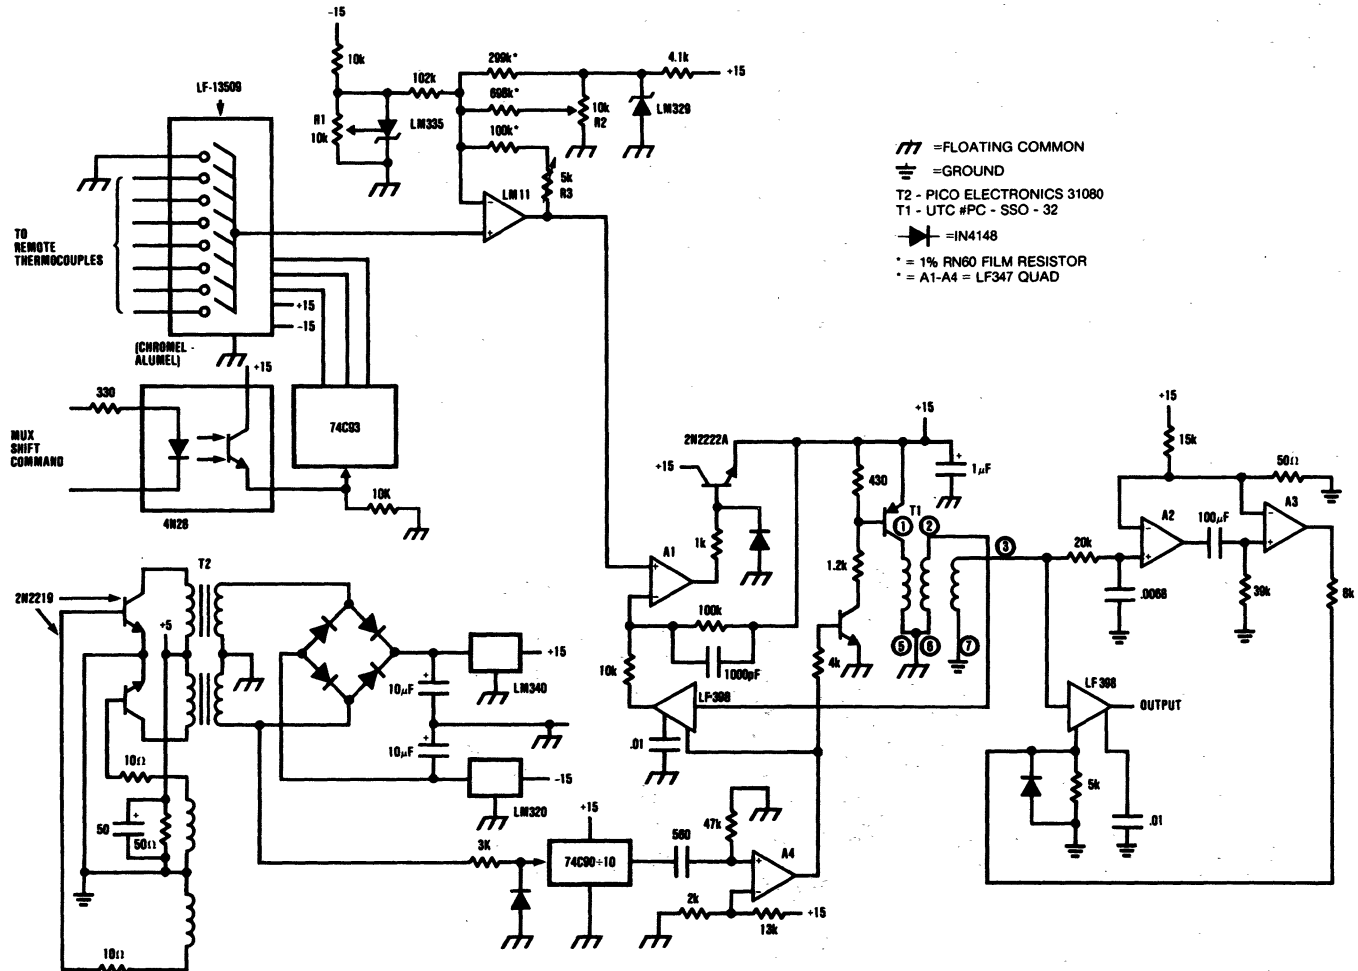 -15
10k
R1
10k
LM335
102k
299k*
698k*
100k*
4.1k
+15
10k
R2
LM329
5k
R3
LM11
LF-13509
TO
REMOTE
THERMOCOUPLES
+15
-15
(CHROMEL -
ALUMEL)
=FLOATING COMMON
=GROUND
T2 - PICO ELECTRONICS 31080
T1 - UTC #PC - SSO - 32
=IN4148
* = 1% RN60 FILM RESISTOR
* = A1-A4 = LF347 QUAD
+15
330
MUX
SHIFT
COMMAND
4N28
74C93
10K
2N2222A
+15
+15
1µF
430
1k
A1
1.2k
T1
1
2
3
5
6
7
100k
1000pF
10k
4k
LF-398
.01
+15
15k
50Ω
A2
A3
100µF
20k
.0068
39k
6k
LF398
OUTPUT
5k
.01
T2
2N2219
+5
10µF
10µF
LM340
+15
LM320
-15
10Ω
50
50Ω
10Ω
3K
+15
74C90÷10
560
47k
A4
2k
13k
+15